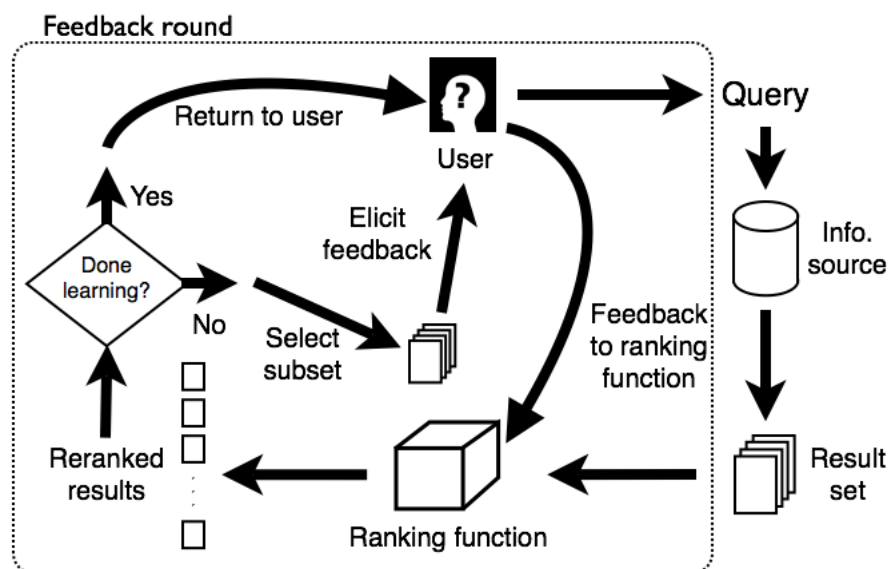 Feedback round
Return to user
?
User
Query
Yes
Elicit
feedback
Info.
source
Done
learning?
No
Select
subset
Feedback
to ranking
function
Reranked
results
Ranking function
Result
set